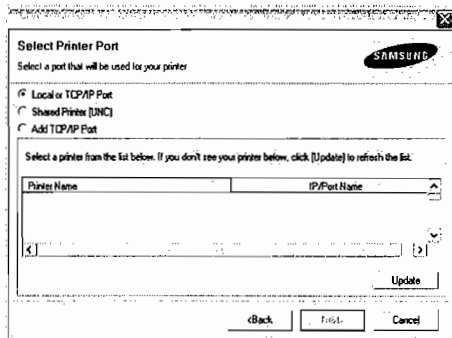 Select Printer Port
Select a port that will be used for your printer
SAMSUNG
Local or TCP/IP Port
Shared Printer [UNC]
Add TCP/IP Port
Select a printer from the list below. If you don't see your printer below, click [Update] to refresh the list.
Printer Name IP/Port Name
Update
<Back Next> Cancel